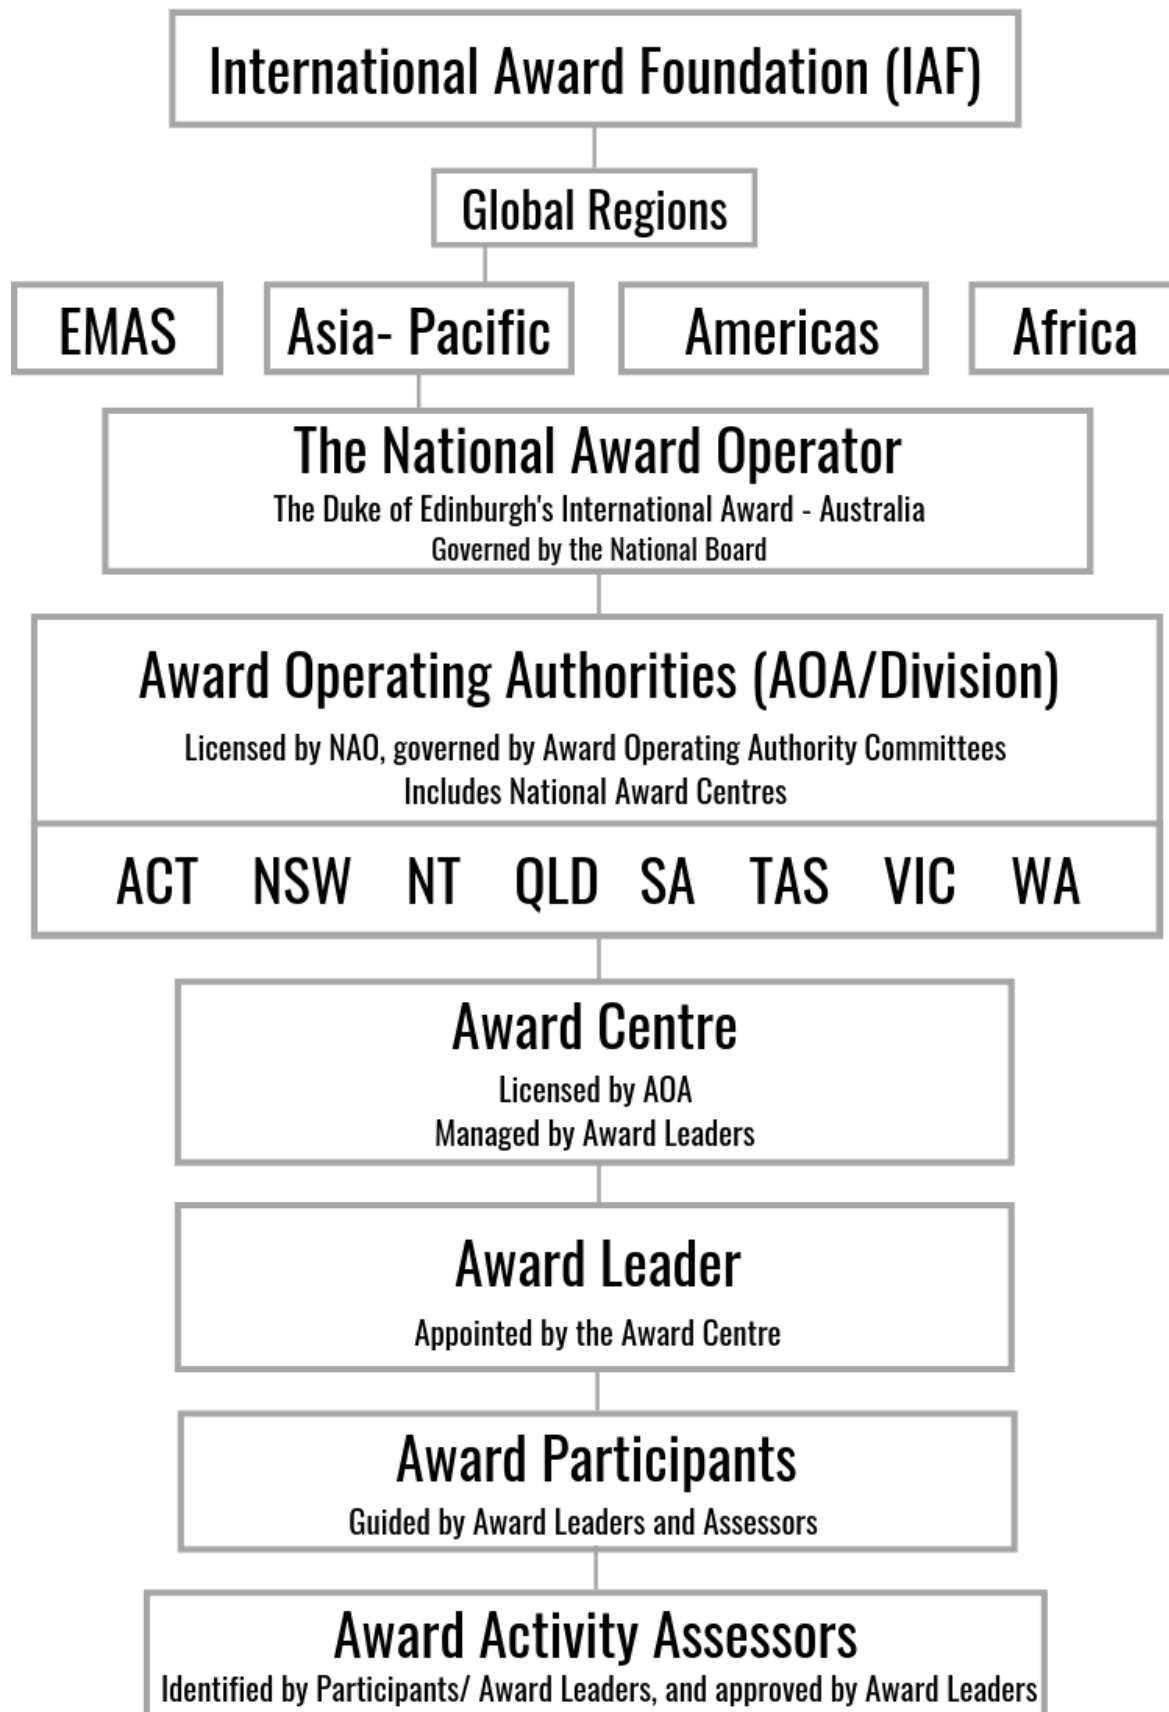 International Award Foundation (IAF)
Global Regions
EMAS
Asia- Pacific
Americas
Africa
The National Award Operator
The Duke of Edinburgh's International Award - Australia
Governed by the National Board
Award Operating Authorities (AOA/Division)
Licensed by NAO, governed by Award Operating Authority Committees
Includes National Award Centres
ACT NSW NT QLD SA TAS VIC WA
Award Centre
Licensed by AOA
Managed by Award Leaders
Award Leader
Appointed by the Award Centre
Award Participants
Guided by Award Leaders and Assessors
Award Activity Assessors
Identified by Participants/ Award Leaders, and approved by Award Leaders